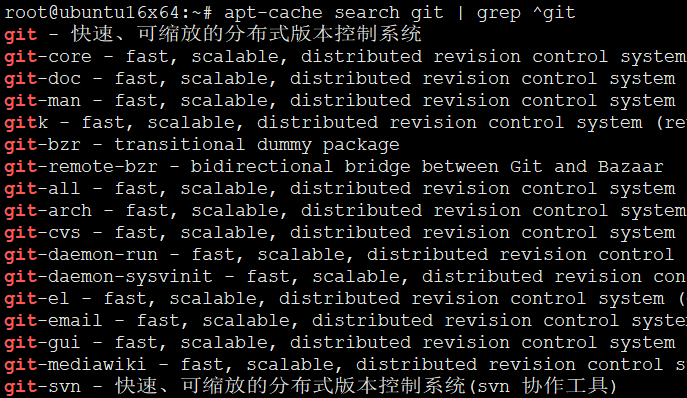 root@ubuntu16x64:~# apt-cache search git | grep ^git
git - 快速、可缩放的分布式版本控制系统
git-core - fast, scalable, distributed revision control system
git-doc - fast, scalable, distributed revision control system
git-man - fast, scalable, distributed revision control system
gitk - fast, scalable, distributed revision control system (re
git-bzr - transitional dummy package
git-remote-bzr - bidirectional bridge between Git and Bazaar
git-all - fast, scalable, distributed revision control system
git-arch - fast, scalable, distributed revision control system
git-cvs - fast, scalable, distributed revision control system
git-daemon-run - fast, scalable, distributed revision control
git-daemon-sysvinit - fast, scalable, distributed revision con
git-el - fast, scalable, distributed revision control system (
git-email - fast, scalable, distributed revision control syste
git-gui - fast, scalable, distributed revision control system
git-mediawiki - fast, scalable, distributed revision control s
git-svn - 快速、可缩放的分布式版本控制系统(svn 协作工具)